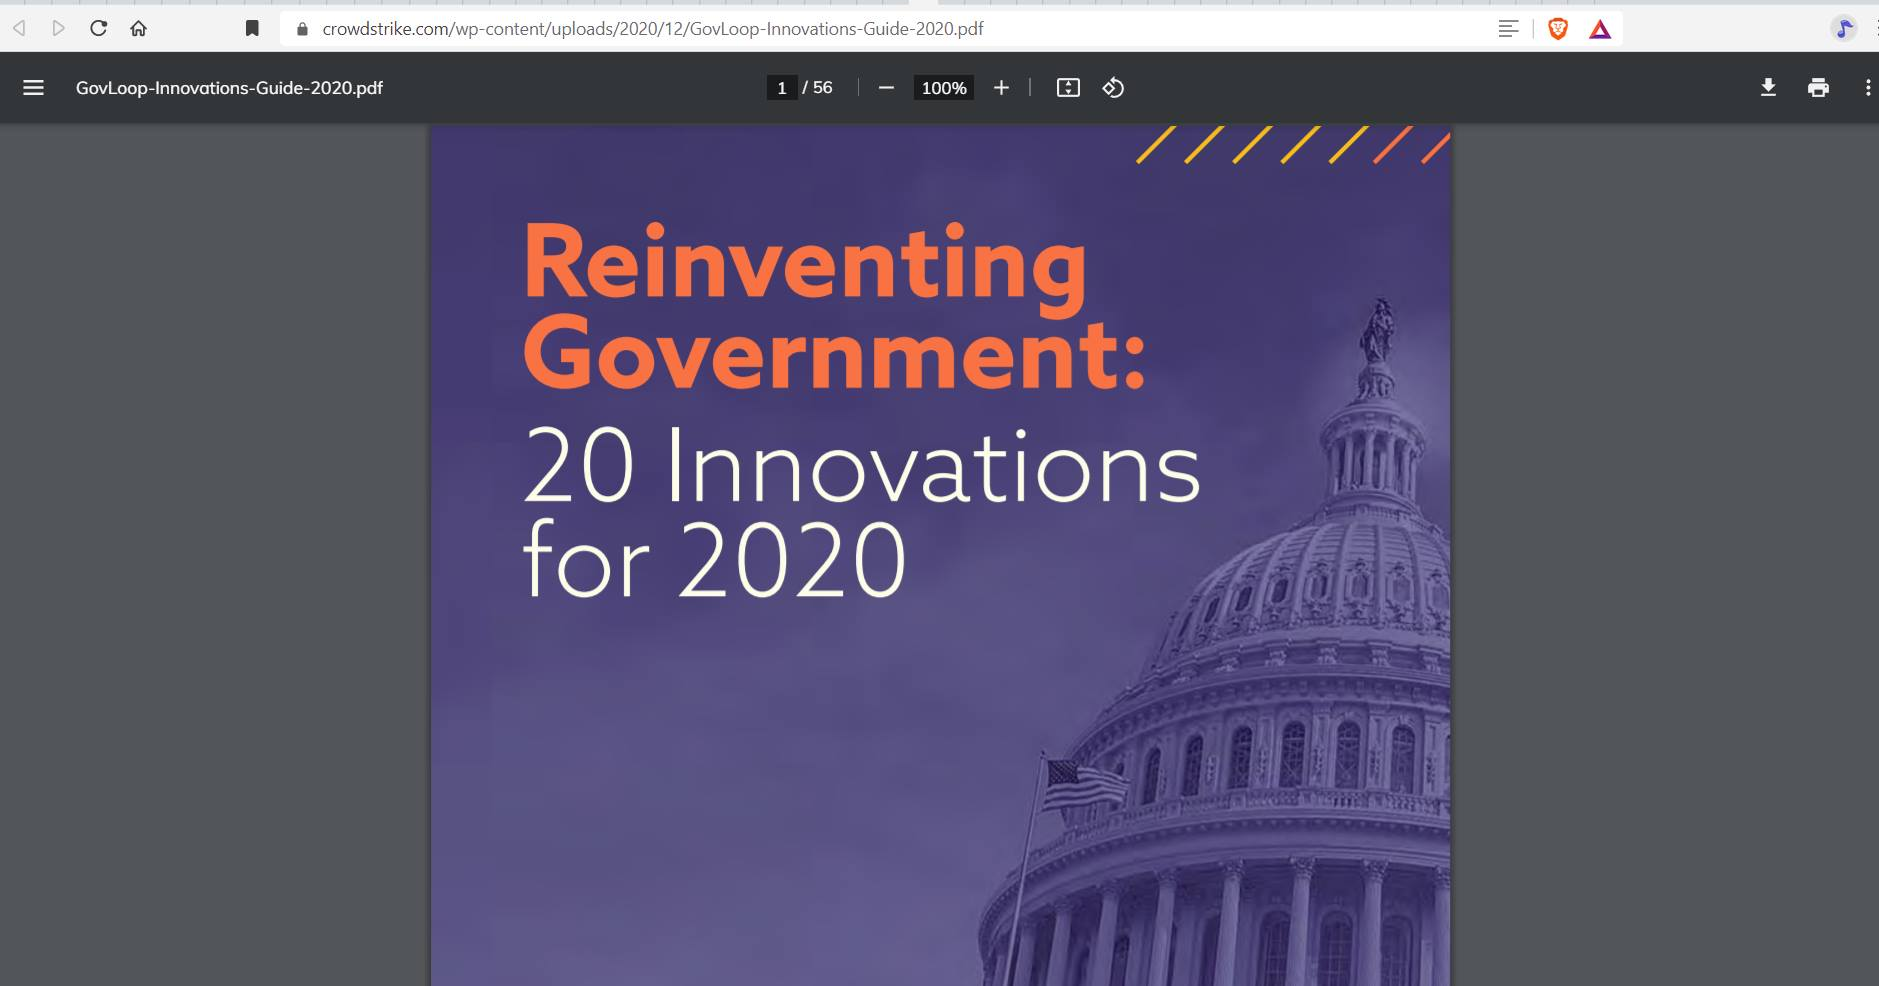 crowdstrike.com/wp-content/uploads/2020/12/GovLoop-Innovations-Guide-2020.pdf
GovLoop-Innovations-Guide-2020.pdf
1 / 56
100%
Reinventing
Government:
20 Innovations
for 2020